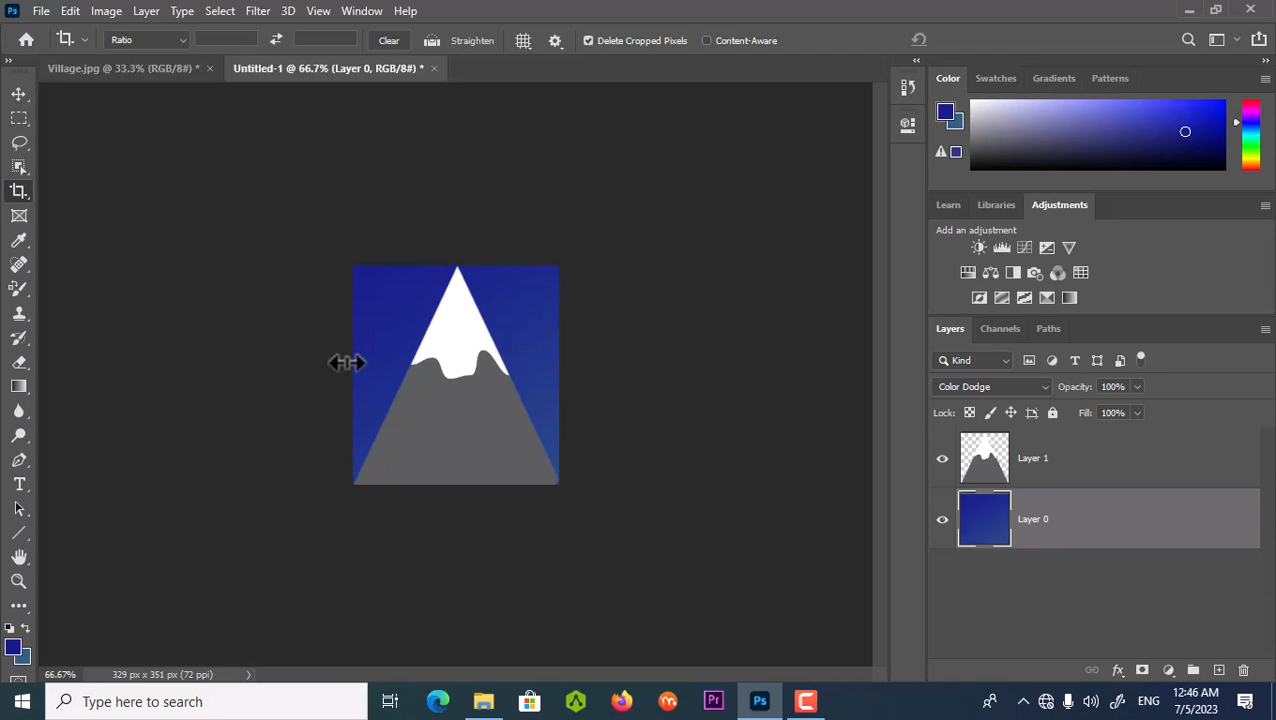 Ps File Edit Image Layer Type Select Filter 3D View Window Help
Ratio Clear Straighten Delete Cropped Pixels Content-Aware
Village.jpg @ 33.3% (RGB/8#) * × Untitled-1 @ 66.7% (Layer 0, RGB/8#) * ×
Color Swatches Gradients Patterns
Learn Libraries Adjustments
Add an adjustment
Layers Channels Paths
Kind
Color Dodge Opacity: 100%
Lock: Fill: 100%
Layer 1
Layer 0
66.67% 329 px x 351 px (72 ppi)
fx
Type here to search Pr Ps ENG 12:46 AM
7/5/2023